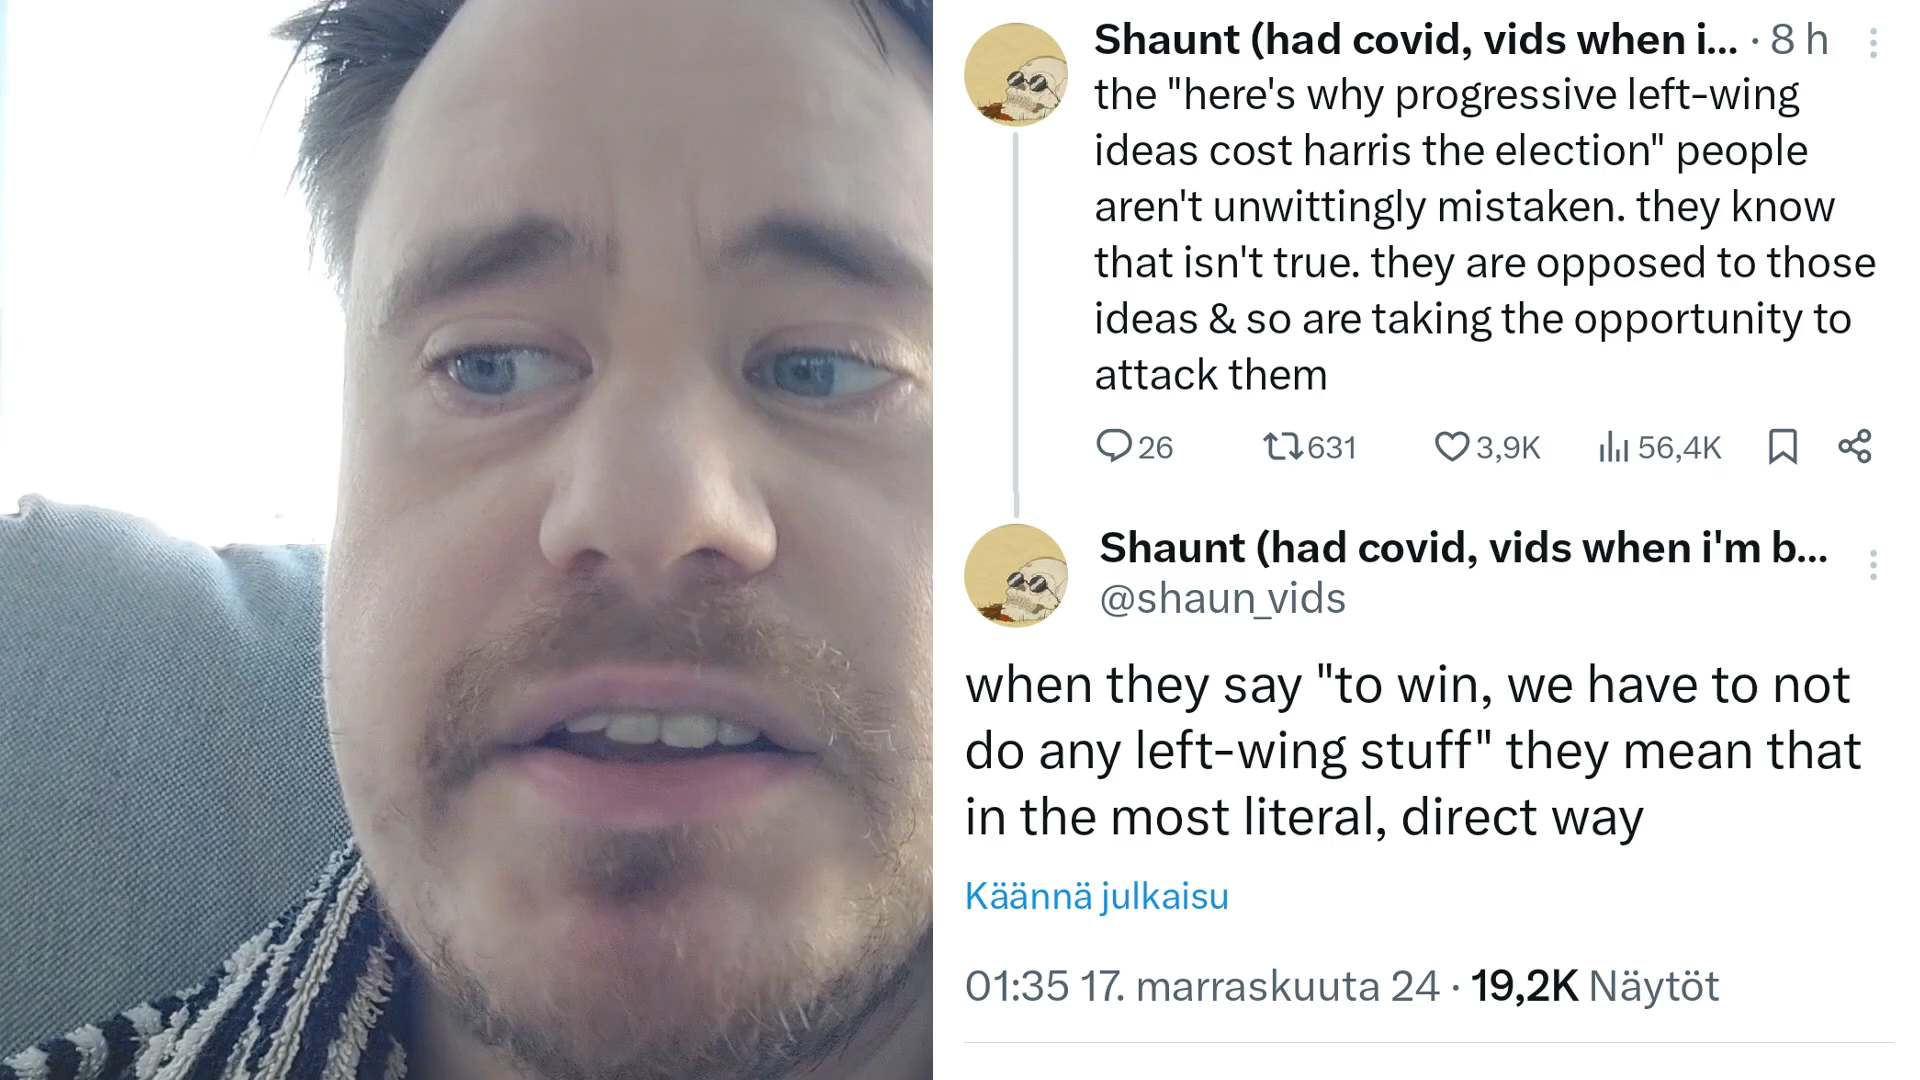 Shaunt (had covid, vids when i... · 8 h
the "here's why progressive left-wing
ideas cost harris the election" people
aren't unwittingly mistaken. they know
that isn't true. they are opposed to those
ideas & so are taking the opportunity to
attack them
26 631 3,9K 56,4K
Shaunt (had covid, vids when i'm b...
@shaun_vids
when they say "to win, we have to not
do any left-wing stuff" they mean that
in the most literal, direct way
Käännä julkaisu
01:35 17. marraskuuta 24 · 19,2K Näytöt